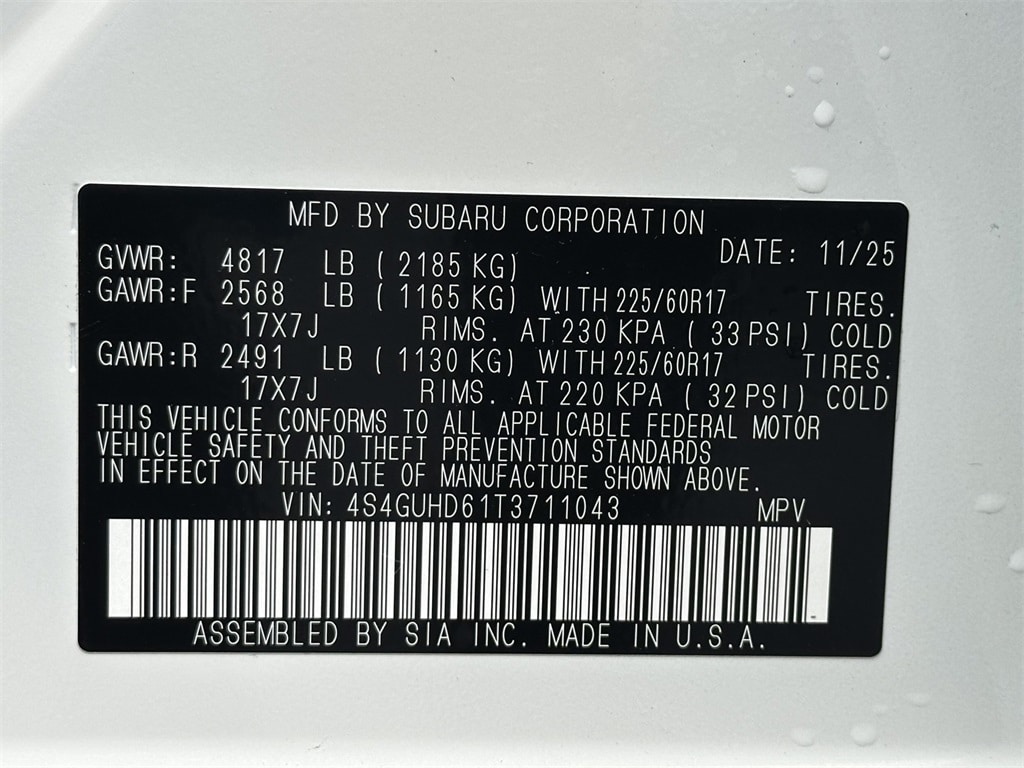 MFD BY SUBARU CORPORATION
DATE: 11/25
GVWR: 4817 LB ( 2185 KG)
GAWR:F 2568 LB ( 1165 KG) WITH 225/60R17 TIRES.
17X7J RIMS. AT 230 KPA ( 33 PSI) COLD
GAWR:R 2491 LB ( 1130 KG) WITH 225/60R17 TIRES.
17X7J RIMS. AT 220 KPA ( 32 PSI) COLD
THIS VEHICLE CONFORMS TO ALL APPLICABLE FEDERAL MOTOR
VEHICLE SAFETY AND THEFT PREVENTION STANDARDS
IN EFFECT ON THE DATE OF MANUFACTURE SHOWN ABOVE.
VIN: 4S4GUHD61T3711043 MPV
ASSEMBLED BY SIA INC. MADE IN U.S.A.